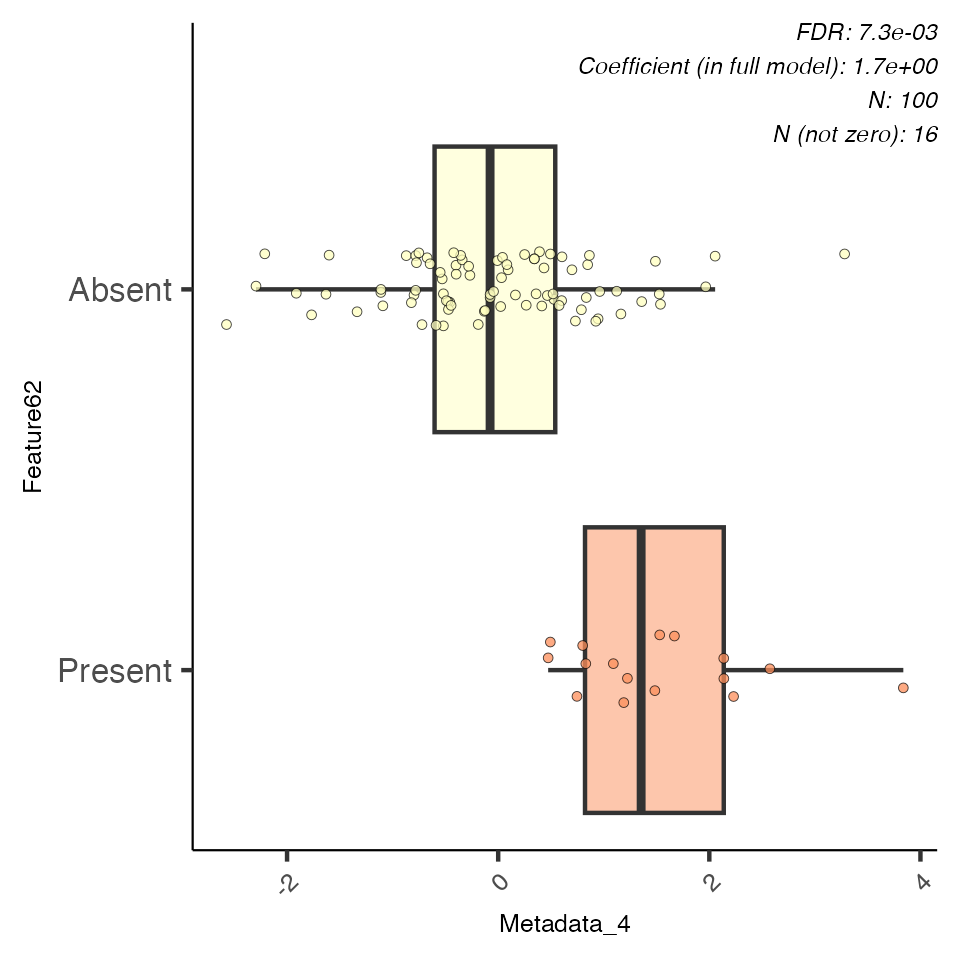 FDR: 7.3e-03
Coefficient (in full model): 1.7e+00
N: 100
N (not zero): 16
Absent
Feature62
Present
-2 0 2 4
Metadata_4